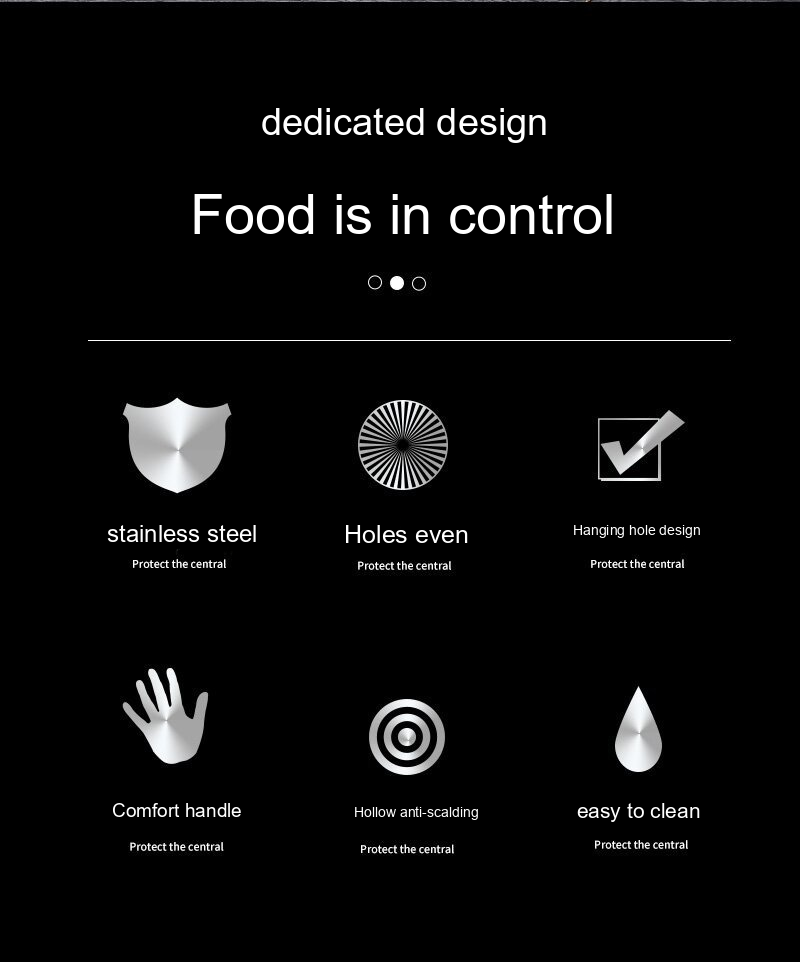 dedicated design
Food is in control
stainless steel
Protect the central
Holes even
Protect the central
Hanging hole design
Protect the central
Comfort handle
Protect the central
Hollow anti-scalding
Protect the central
easy to clean
Protect the central